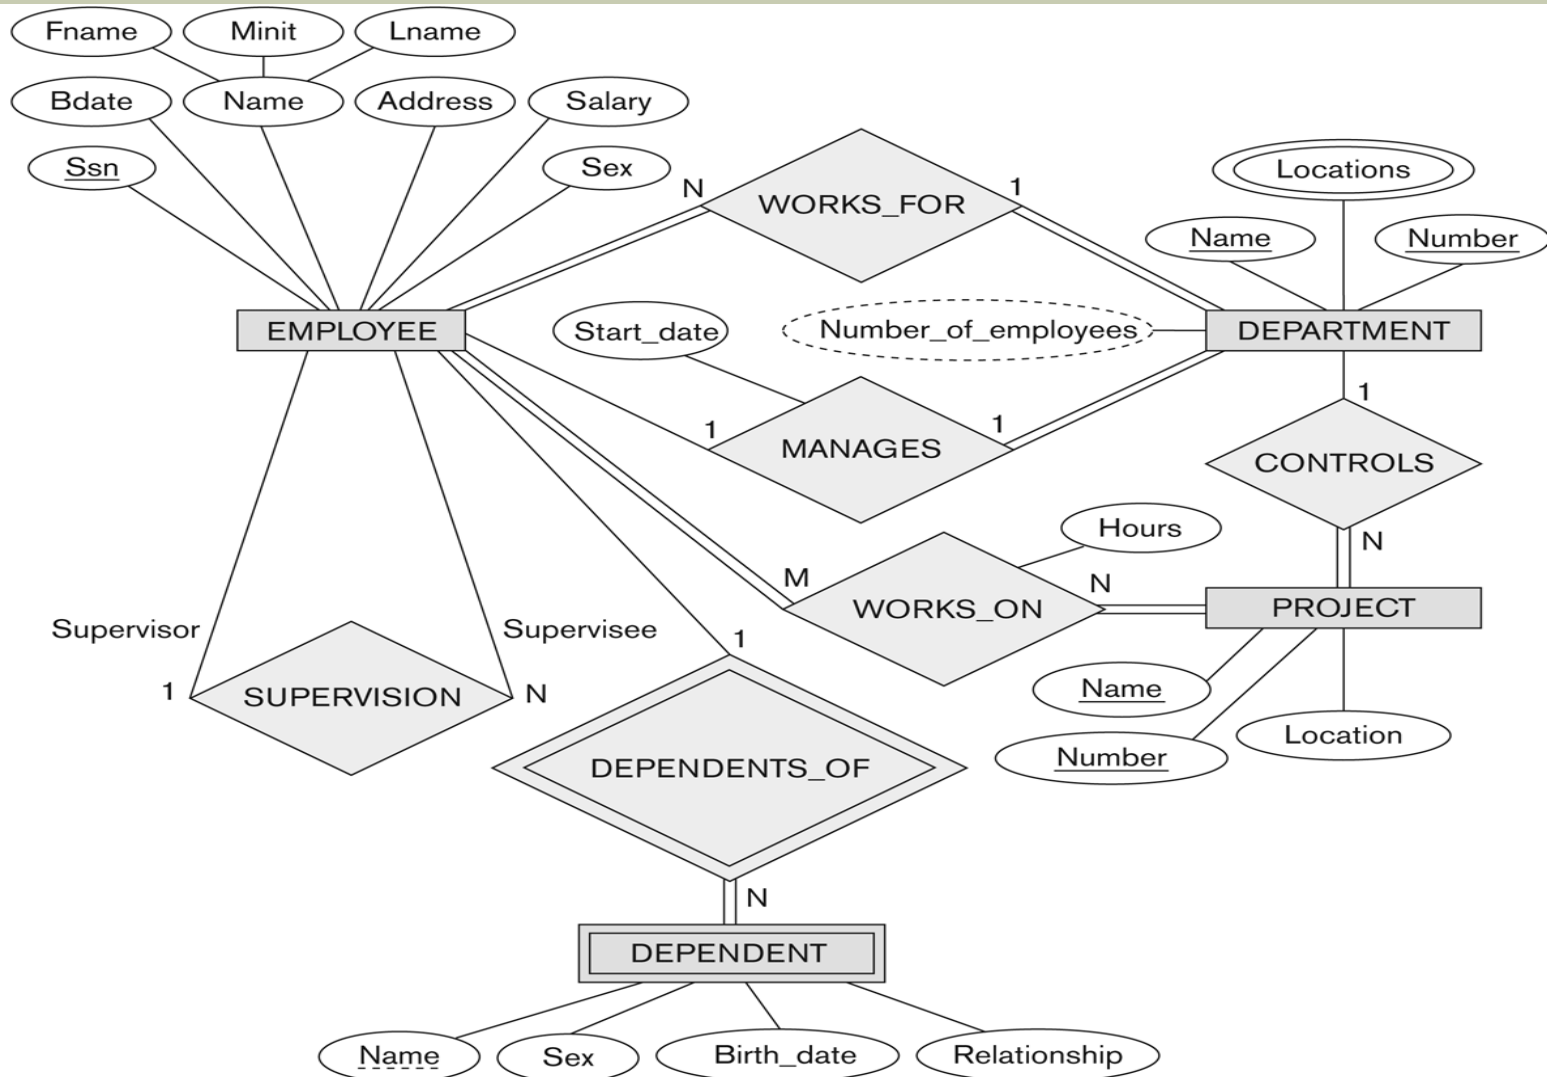 Fname Minit Lname
Bdate Name Address Salary
Ssn Sex
N WORKS_FOR 1
Locations
Name Number
EMPLOYEE Start_date Number_of_employees DEPARTMENT
1 MANAGES 1
1
CONTROLS
N
Hours
M WORKS_ON N PROJECT
Supervisor Supervisee
1 SUPERVISION N
1
Name
Number Location
DEPENDENTS_OF
N
DEPENDENT
Name Sex Birth_date Relationship